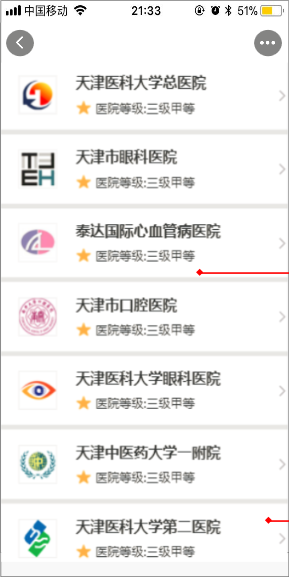 中国移动 21:33 51%
天津医科大学总医院
医院等级:三级甲等
天津市眼科医院
医院等级:三级甲等
泰达国际心血管病医院
医院等级:三级甲等
天津市口腔医院
医院等级:三级甲等
天津医科大学眼科医院
医院等级:三级甲等
天津中医药大学一附院
医院等级:三级甲等
天津医科大学第二医院
医院等级:三级甲等